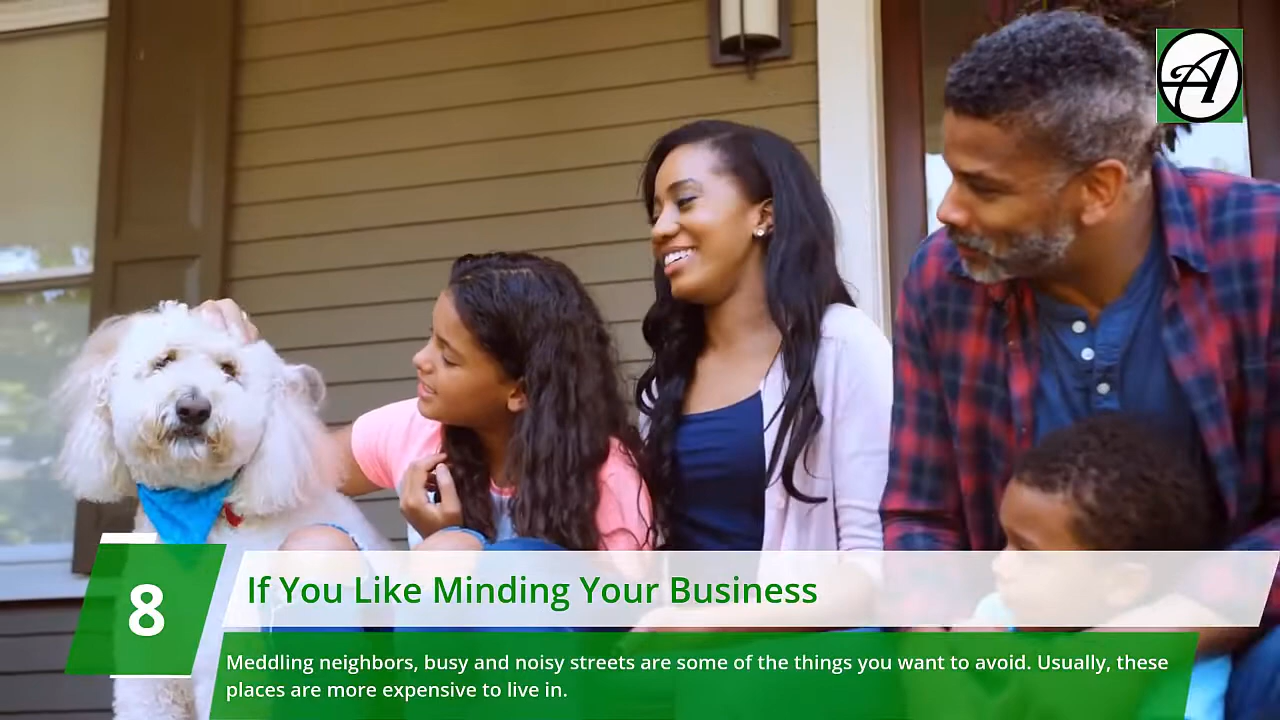 A
8
If You Like Minding Your Business
Meddling neighbors, busy and noisy streets are some of the things you want to avoid. Usually, these
places are more expensive to live in.